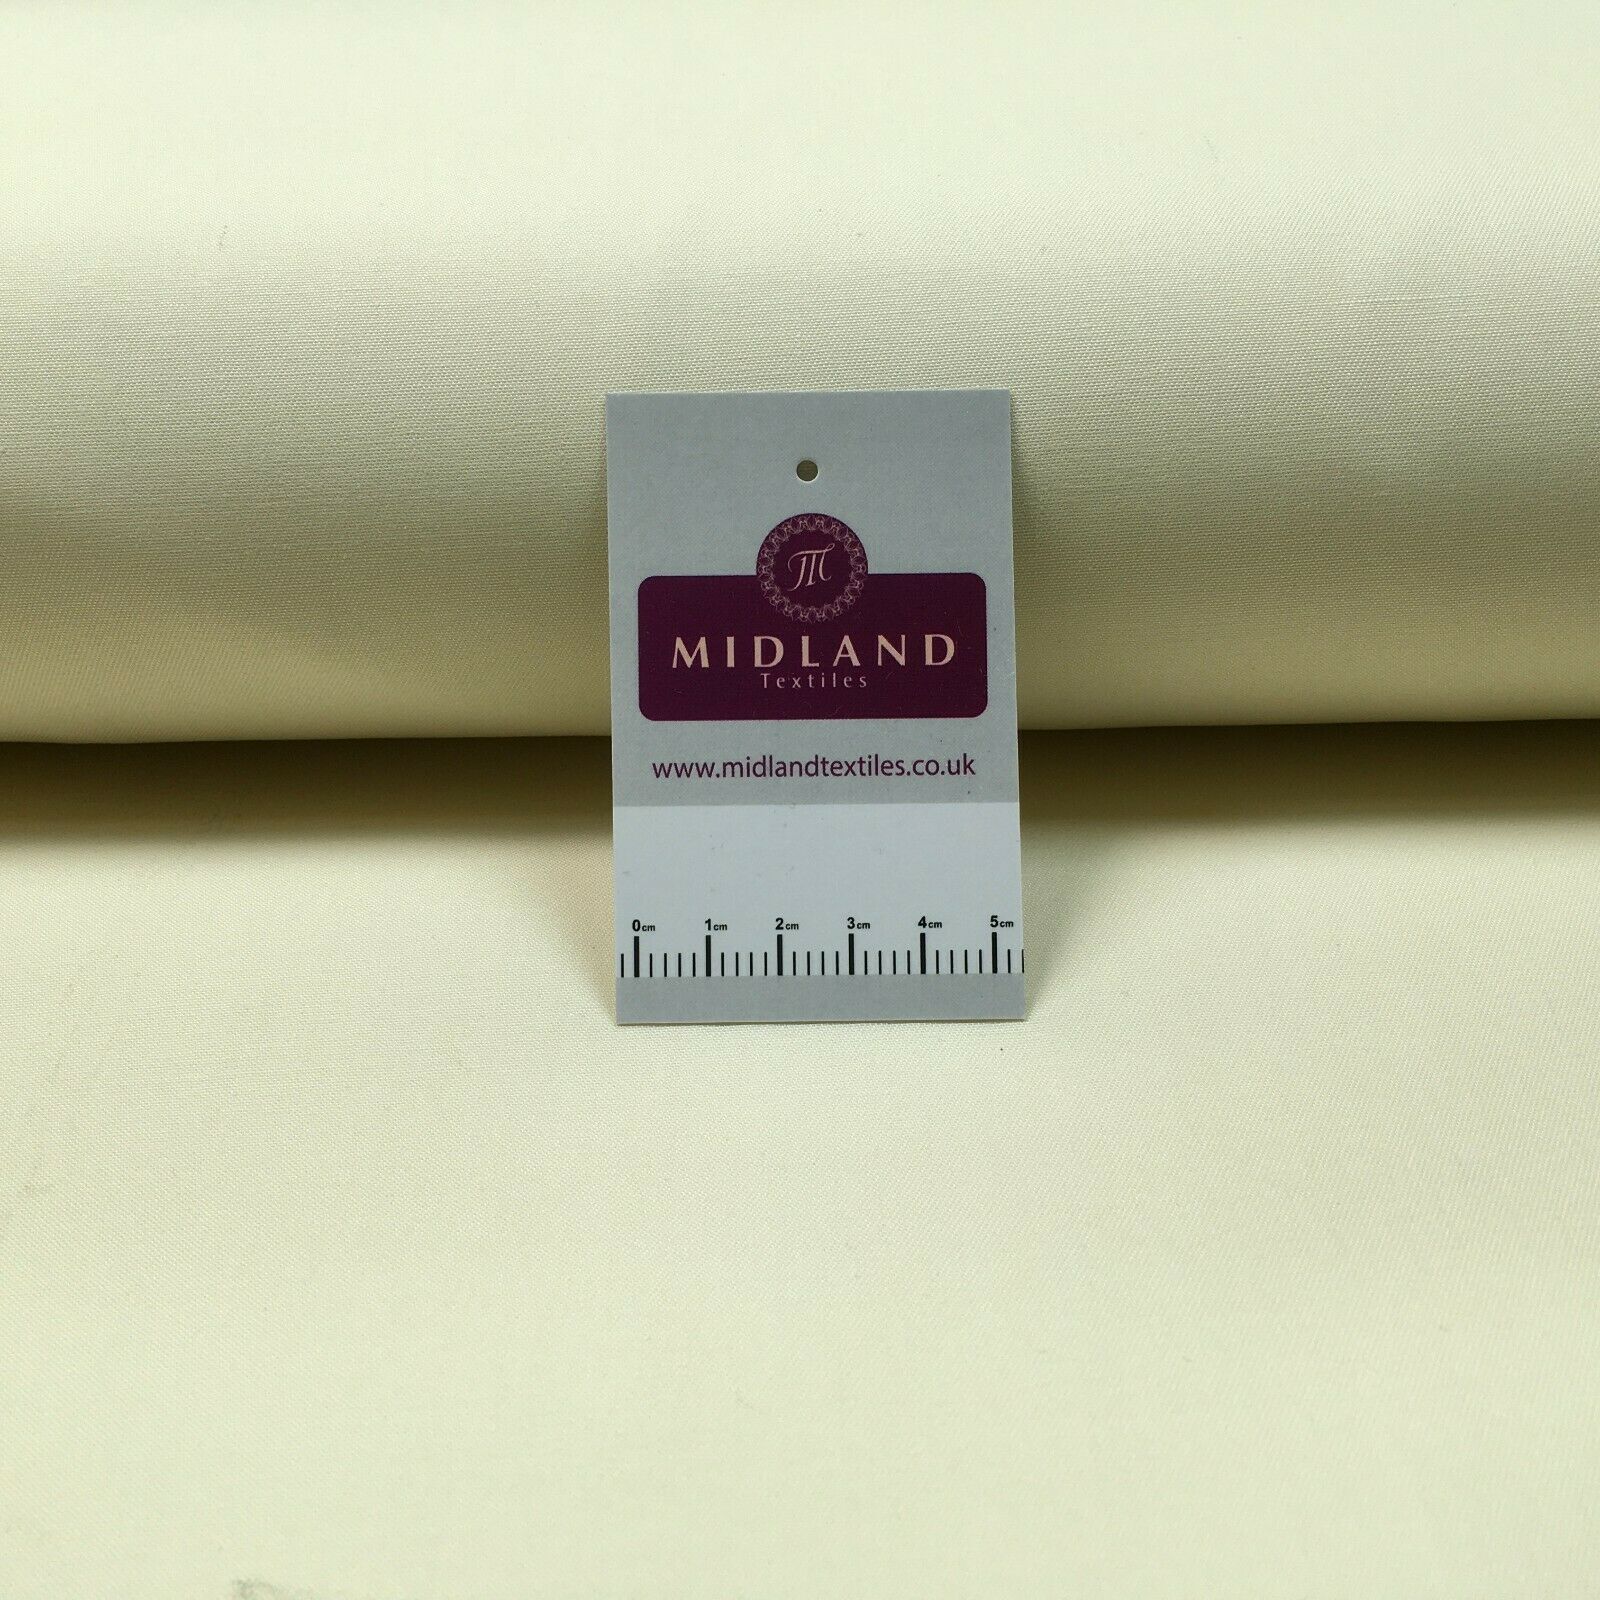 M
MIDLAND
Textiles
www.midlandtextiles.co.uk
0cm 1cm 2cm 3cm 4cm 5cm